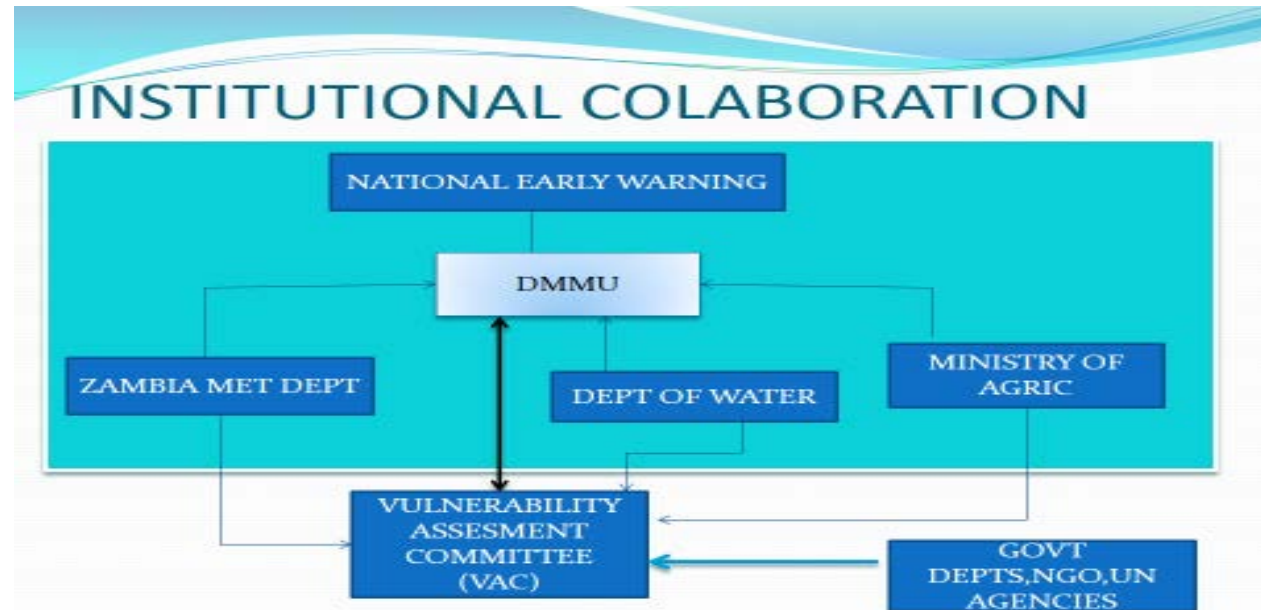 INSTITUTIONAL COLABORATION
NATIONAL EARLY WARNING
DMMU
ZAMBIA MET DEPT
DEPT OF WATER
MINISTRY OF
AGRIC
VULNERABILITY
ASSESMENT
COMMITTEE
(VAC)
GOVT
DEPTS,NGO,UN
AGENCIES